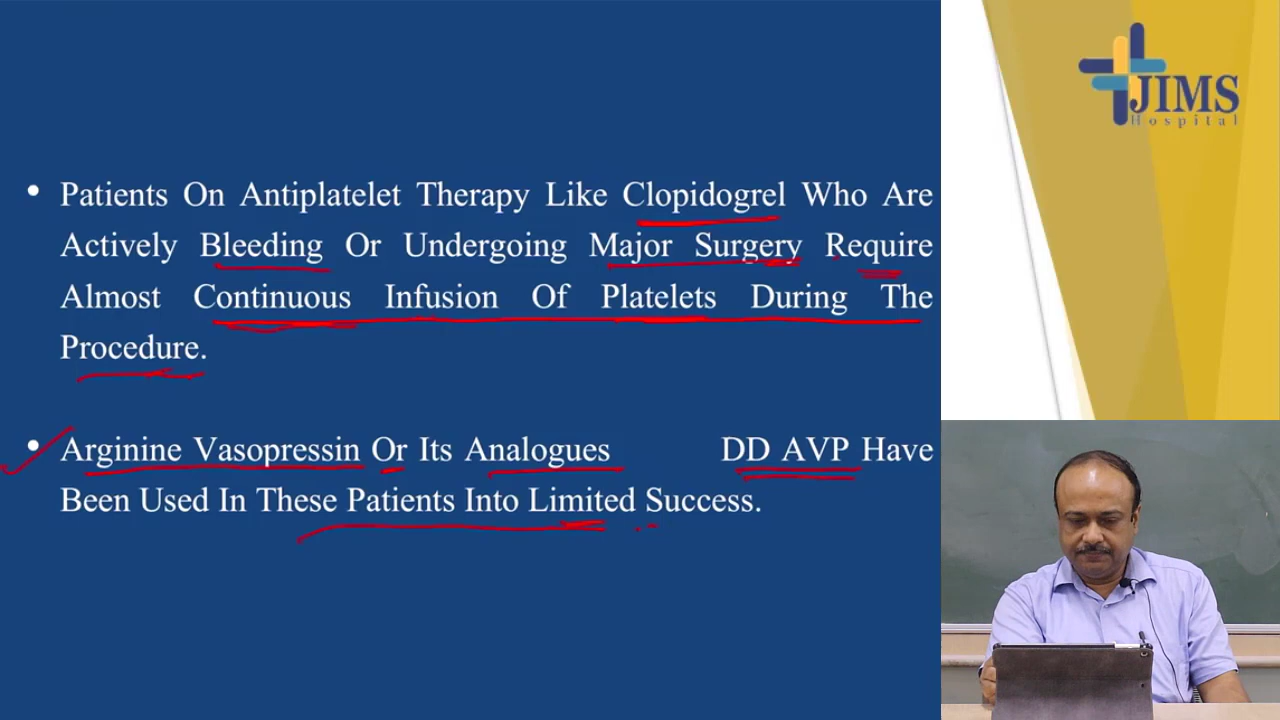 • Patients On Antiplatelet Therapy Like Clopidogrel Who Are
Actively Bleeding Or Undergoing Major Surgery Require
Almost Continuous Infusion Of Platelets During The
Procedure.
• Arginine Vasopressin Or Its Analogues DD AVP Have
Been Used In These Patients Into Limited Success.
JIMS
Hospital